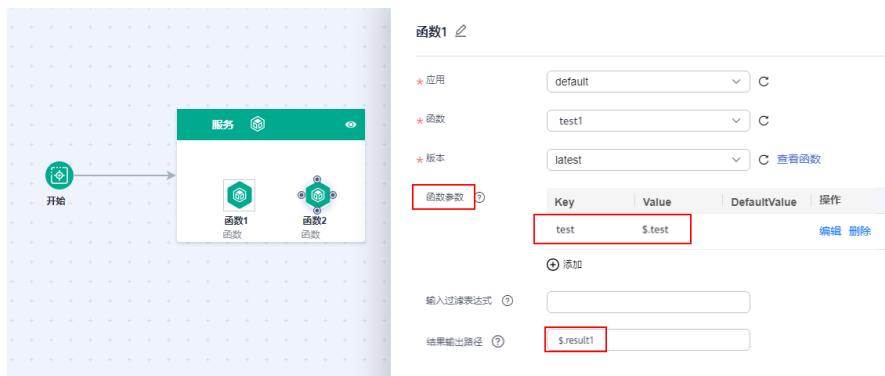 服务
开始
函数1
函数
函数2
函数
函数1
* 应用
default
* 函数
test1
* 版本
latest
查看函数
函数参数
Key Value DefaultValue 操作
test $.test 编辑 删除
添加
输入过滤表达式
结果输出路径
$.result1